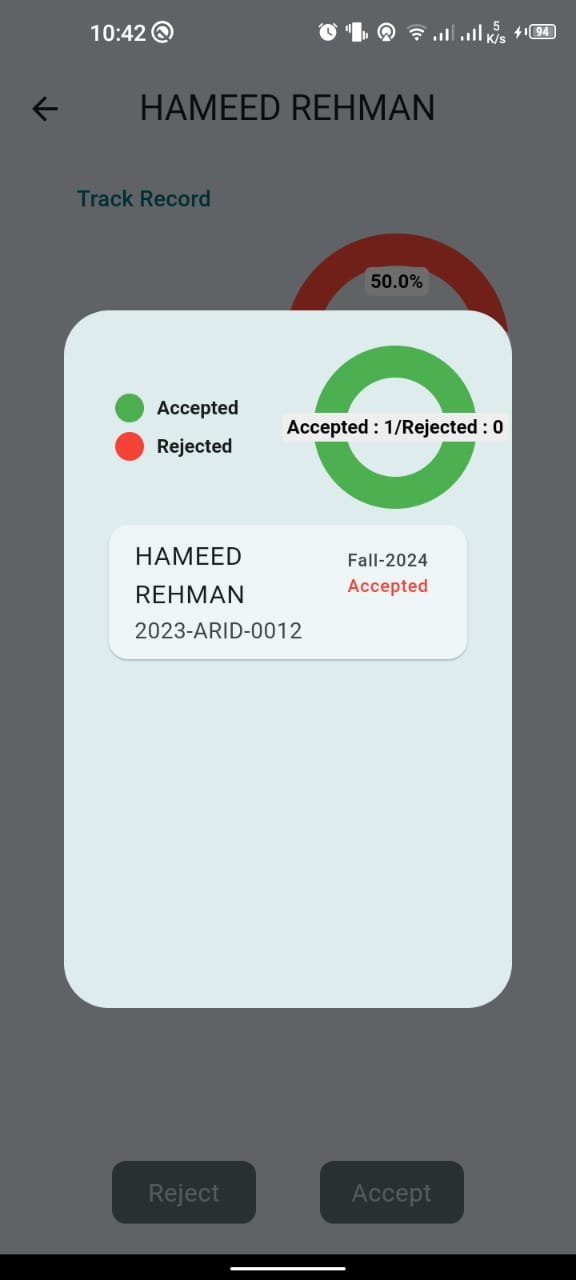 10:42
5
K/s
94
HAMEED REHMAN
Track Record
50.0%
Accepted
Accepted : 1/Rejected : 0
Rejected
HAMEED
REHMAN
2023-ARID-0012
Fall-2024
Accepted
Reject
Accept